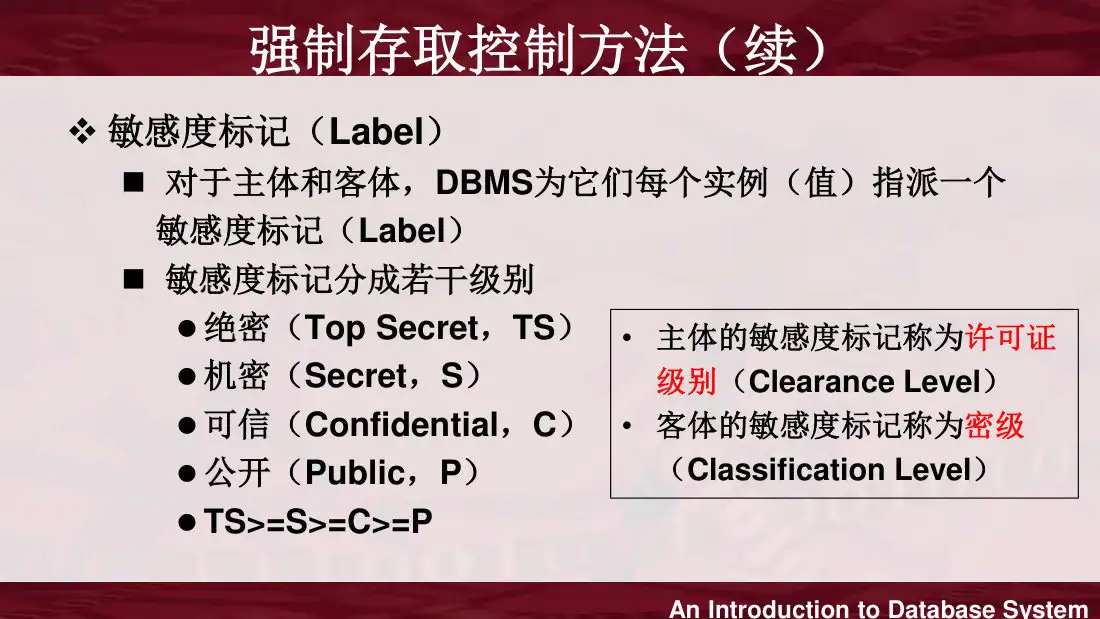 强制存取控制方法（续）
❖ 敏感度标记（Label）
■ 对于主体和客体，DBMS为它们每个实例（值）指派一个
敏感度标记（Label）
■ 敏感度标记分成若干级别
● 绝密（Top Secret，TS）
● 机密（Secret，S）
● 可信（Confidential，C）
● 公开（Public，P）
● TS>=S>=C>=P
• 主体的敏感度标记称为许可证
级别（Clearance Level）
• 客体的敏感度标记称为密级
（Classification Level）
An Introduction to Database System